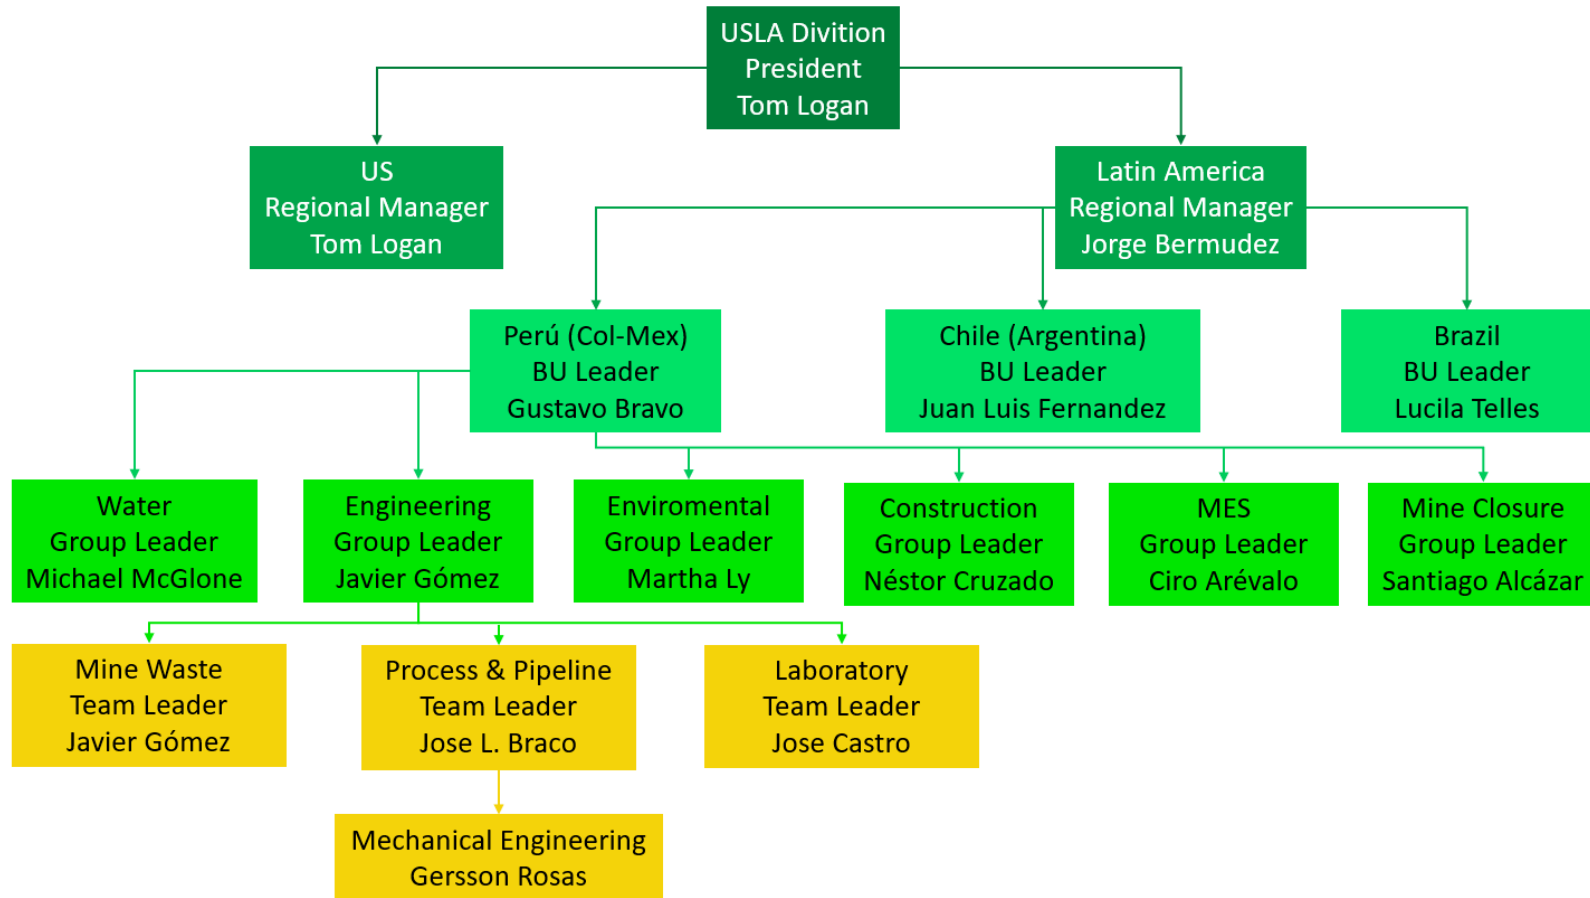 USLA Divition
President
Tom Logan
US
Regional Manager
Tom Logan
Latin America
Regional Manager
Jorge Bermudez
Perú (Col-Mex)
BU Leader
Gustavo Bravo
Chile (Argentina)
BU Leader
Juan Luis Fernandez
Brazil
BU Leader
Lucila Telles
Water
Group Leader
Michael McGlone
Engineering
Group Leader
Javier Gómez
Enviromental
Group Leader
Martha Ly
Construction
Group Leader
Néstor Cruzado
MES
Group Leader
Ciro Arévalo
Mine Closure
Group Leader
Santiago Alcázar
Mine Waste
Team Leader
Javier Gómez
Process & Pipeline
Team Leader
Jose L. Braco
Laboratory
Team Leader
Jose Castro
Mechanical Engineering
Gersson Rosas